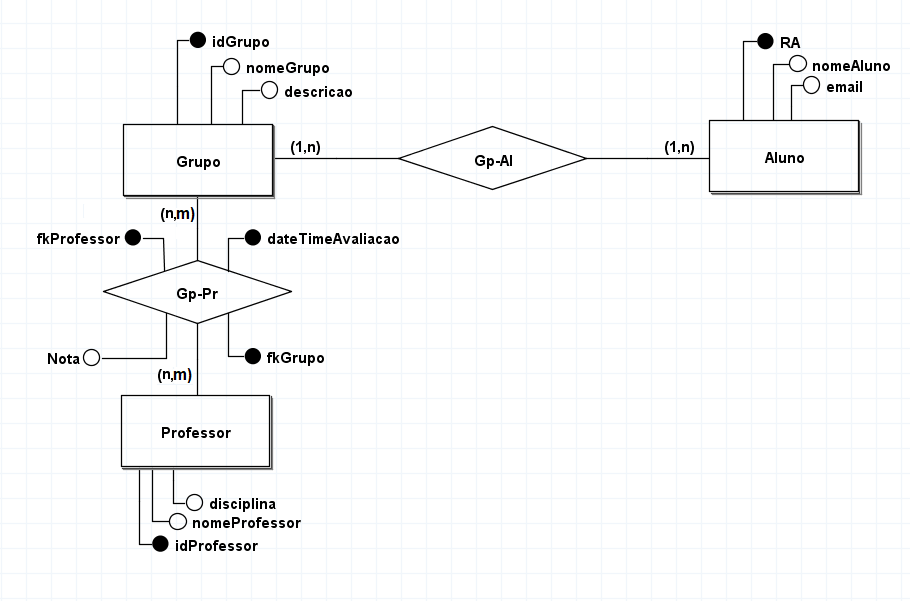 idGrupo
nomeGrupo
descricao
RA
nomeAluno
email
Grupo
(1,n)
Gp-Al
(1,n)
Aluno
(n,m)
fkProfessor
dateTimeAvaliacao
Gp-Pr
Nota
fkGrupo
(n,m)
Professor
disciplina
nomeProfessor
idProfessor